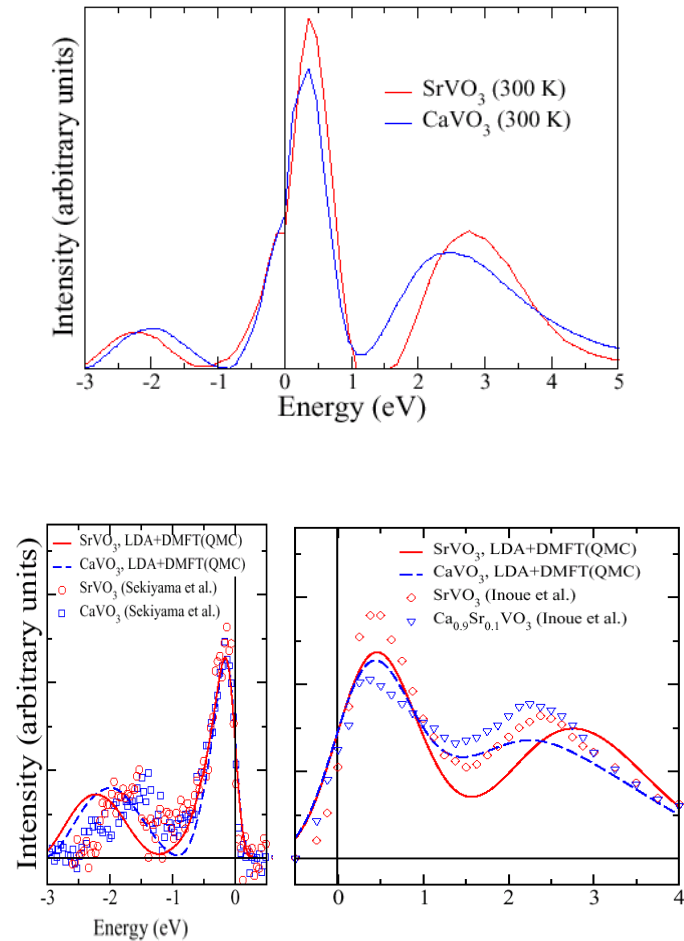 Intensity (arbitrary units)
SrVO3 (300 K)
CaVO3 (300 K)
-3 -2 -1 0 1 2 3 4 5
Energy (eV)
Intensity (arbitrary units)
SrVO3, LDA+DMFT(QMC)
CaVO3, LDA+DMFT(QMC)
SrVO3 (Sekiyama et al.)
CaVO3 (Sekiyama et al.)
-3 -2 -1 0
Energy (eV)
SrVO3, LDA+DMFT(QMC)
CaVO3, LDA+DMFT(QMC)
SrVO3 (Inoue et al.)
Ca0.9Sr0.1VO3 (Inoue et al.)
0 1 2 3 4